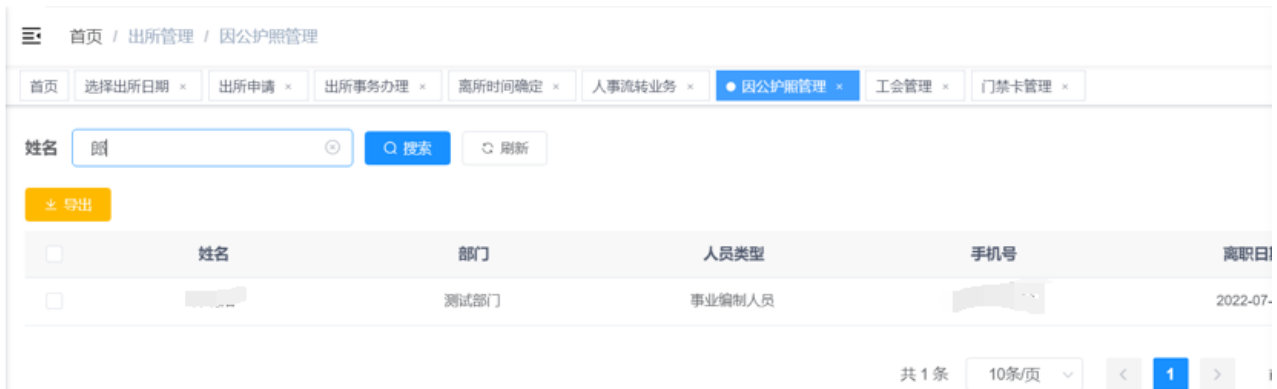 首页 / 出所管理 / 因公护照管理
首页 选择出所日期 × 出所申请 × 出所事务办理 × 离所时间确定 × 人事流转业务 × 因公护照管理 × 工会管理 × 门禁卡管理 ×
姓名 郎 搜索 刷新
导出
姓名 部门 人员类型 手机号 离职日
测试部门 事业编制人员 2022-07-
共 1 条 10条/页 < 1 >